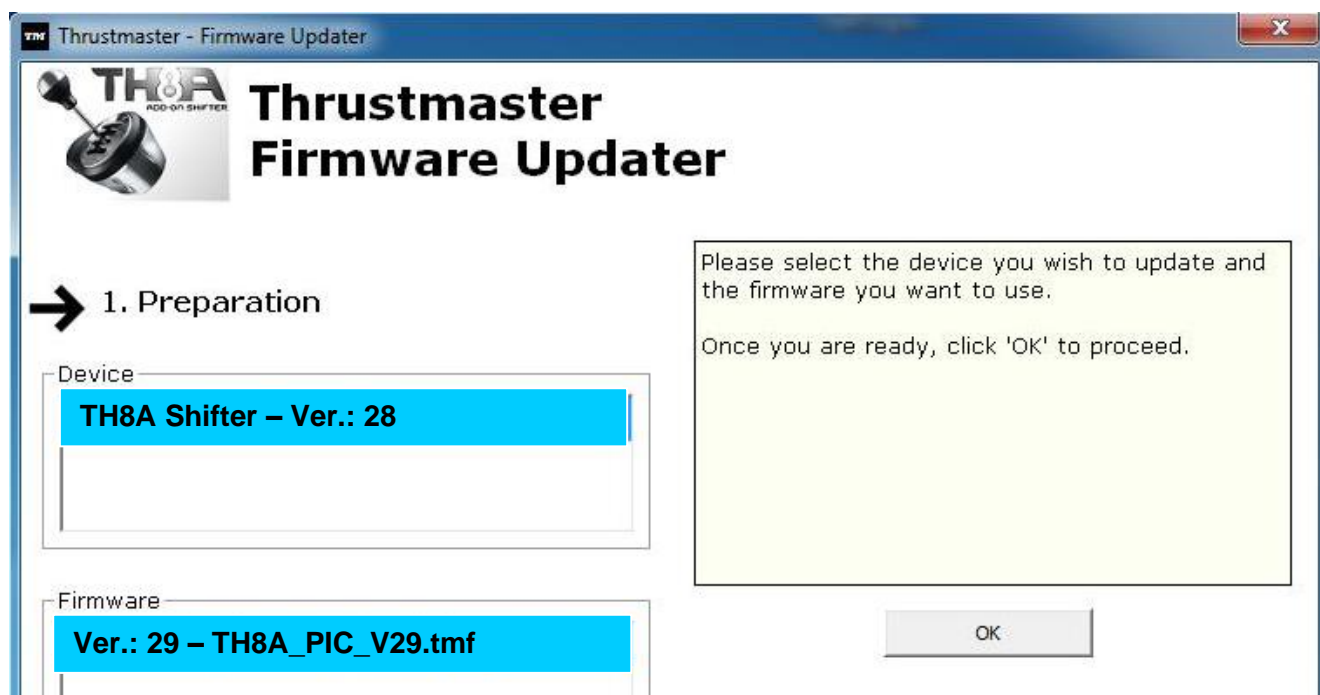 Thrustmaster - Firmware Updater
TH8A
ADD-ON SHIFTER
Thrustmaster
Firmware Updater
1. Preparation
Please select the device you wish to update and
the firmware you want to use.
Once you are ready, click 'OK' to proceed.
Device
TH8A Shifter – Ver.: 28
Firmware
Ver.: 29 – TH8A_PIC_V29.tmf
OK